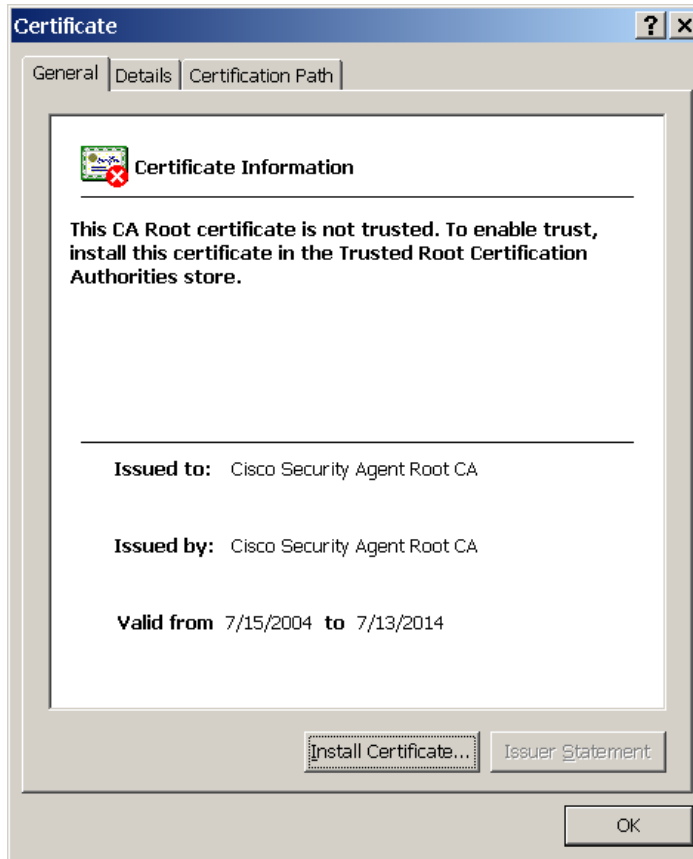 Certificate
General Details Certification Path
Certificate Information
This CA Root certificate is not trusted. To enable trust,
install this certificate in the Trusted Root Certification
Authorities store.
Issued to: Cisco Security Agent Root CA
Issued by: Cisco Security Agent Root CA
Valid from 7/15/2004 to 7/13/2014
Install Certificate... Issuer Statement
OK